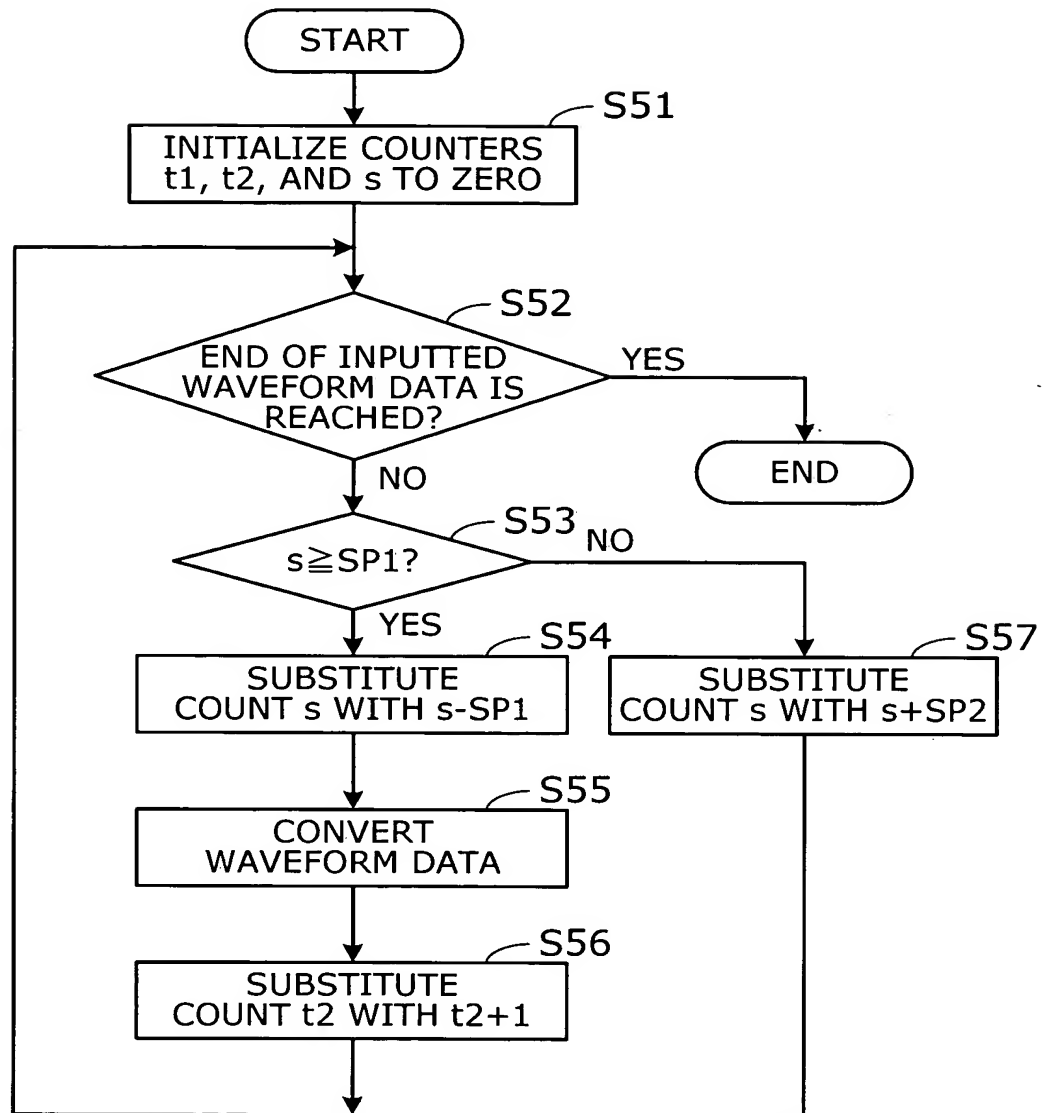 START
S51
INITIALIZE COUNTERS
t1, t2, AND s TO ZERO
S52
END OF INPUTTED
WAVEFORM DATA IS
REACHED?
YES
END
NO
S53
s≧SP1?
NO
YES
S54
SUBSTITUTE
COUNT s WITH s-SP1
S57
SUBSTITUTE
COUNT s WITH s+SP2
S55
CONVERT
WAVEFORM DATA
S56
SUBSTITUTE
COUNT t2 WITH t2+1